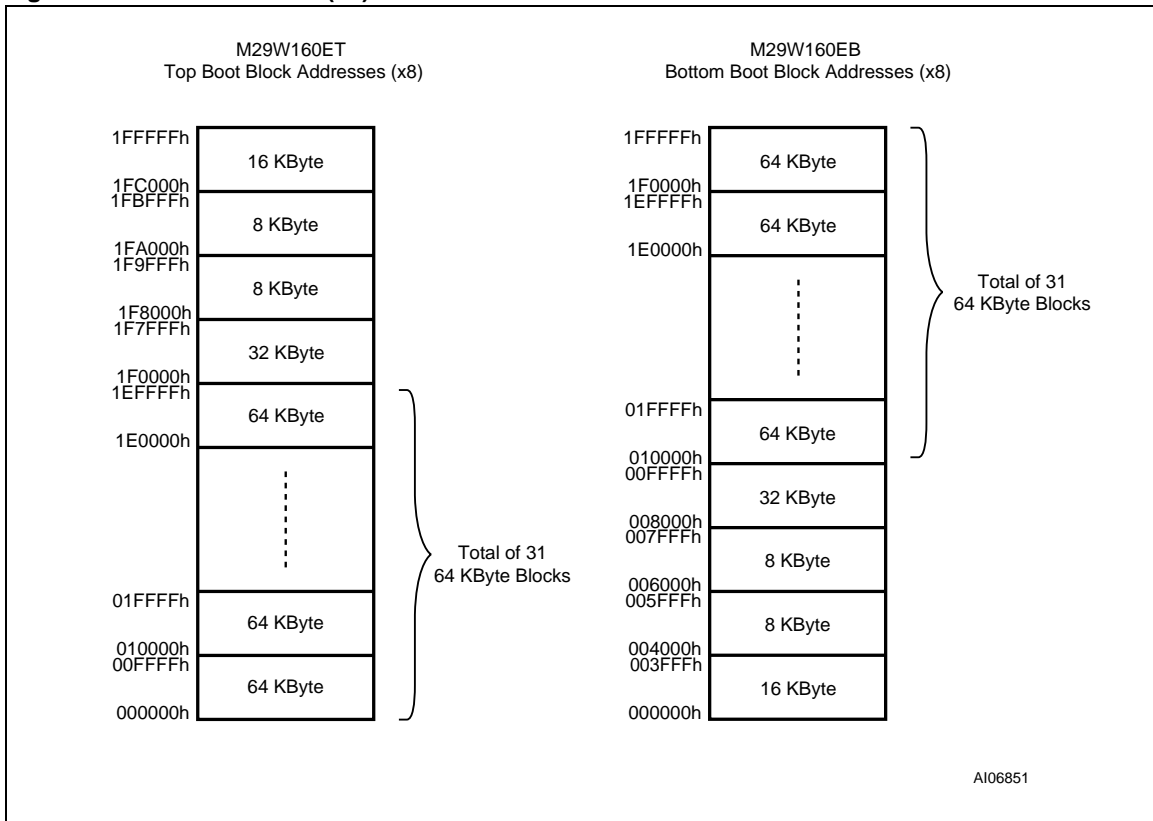 M29W160ET
Top Boot Block Addresses (x8)
1FFFFFh
16 KByte
1FC000h
1FBFFFh
8 KByte
1FA000h
1F9FFFh
8 KByte
1F8000h
1F7FFFh
32 KByte
1F0000h
1EFFFFh
64 KByte
1E0000h
Total of 31
64 KByte Blocks
01FFFFh
64 KByte
010000h
00FFFFh
64 KByte
000000h
M29W160EB
Bottom Boot Block Addresses (x8)
1FFFFFh
64 KByte
1F0000h
1EFFFFh
64 KByte
1E0000h
Total of 31
64 KByte Blocks
01FFFFh
64 KByte
010000h
00FFFFh
32 KByte
008000h
007FFFh
8 KByte
006000h
005FFFh
8 KByte
004000h
003FFFh
16 KByte
000000h
AI06851